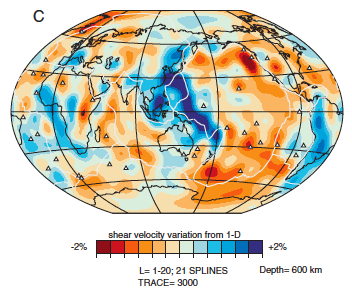 C
shear velocity variation from 1-D
-2% +2%
L= 1-20; 21 SPLINES Depth= 600 km
TRACE= 3000